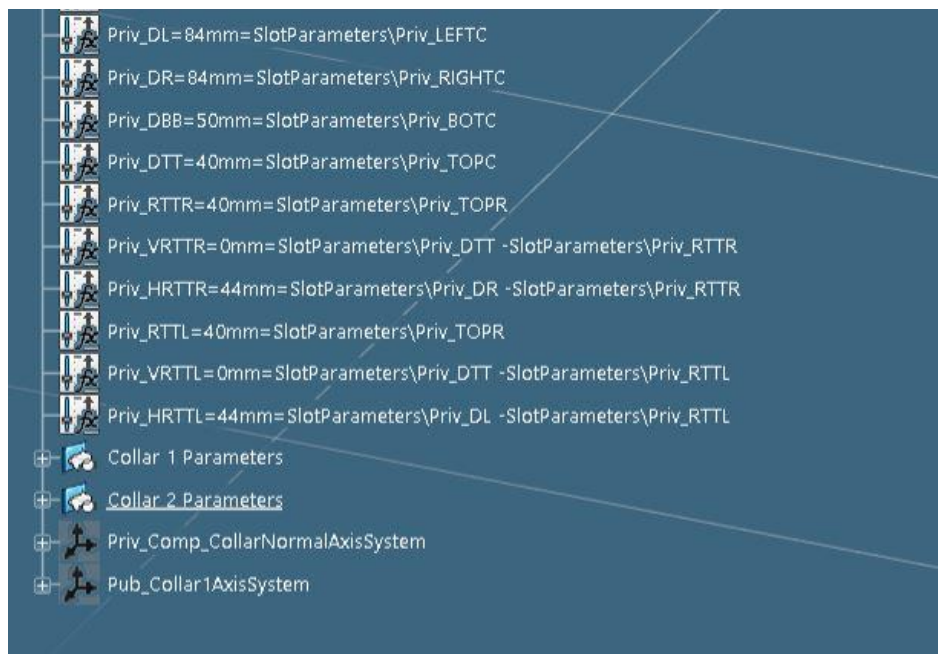 Priv_DL=84mm=SlotParameters\Priv_LEFTC
Priv_DR=84mm=SlotParameters\Priv_RIGHTC
Priv_DBB=50mm=SlotParameters\Priv_BOTC
Priv_DTT=40mm=SlotParameters\Priv_TOPC
Priv_RTTR=40mm=SlotParameters\Priv_TOPR
Priv_VRTTR=0mm=SlotParameters\Priv_DTT -SlotParameters\Priv_RTTR
Priv_HRTTR=44mm=SlotParameters\Priv_DR -SlotParameters\Priv_RTTR
Priv_RTTL=40mm=SlotParameters\Priv_TOPR
Priv_VRTTL=0mm=SlotParameters\Priv_DTT -SlotParameters\Priv_RTTL
Priv_HRTTL=44mm=SlotParameters\Priv_DL -SlotParameters\Priv_RTTL
Collar 1 Parameters
Collar 2 Parameters
Priv_Comp_CollarNormalAxisSystem
Pub_Collar1AxisSystem